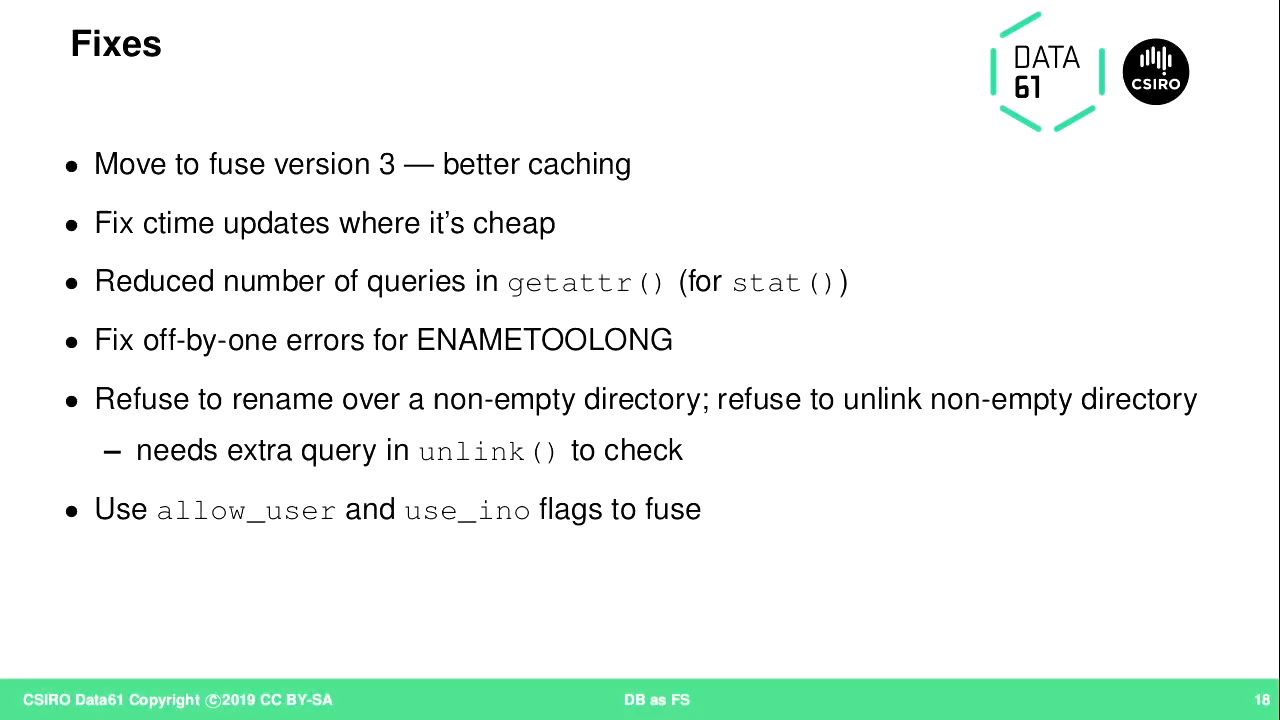 Fixes
DATA
61
CSIRO
• Move to fuse version 3 — better caching
• Fix ctime updates where it's cheap
• Reduced number of queries in getattr() (for stat())
• Fix off-by-one errors for ENAMETOOLONG
• Refuse to rename over a non-empty directory; refuse to unlink non-empty directory
– needs extra query in unlink() to check
• Use allow_user and use_ino flags to fuse
CSIRO Data61 Copyright ©2019 CC BY-SA
DB as FS
18